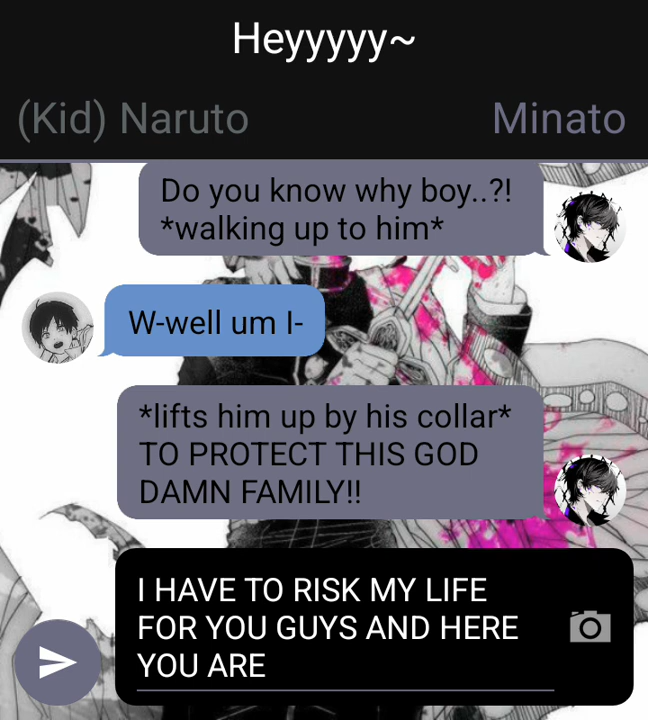 Heyyyyy~
(Kid) Naruto
Minato
Do you know why boy..?!
*walking up to him*
W-well um I-
*lifts him up by his collar*
TO PROTECT THIS GOD
DAMN FAMILY!!
I HAVE TO RISK MY LIFE
FOR YOU GUYS AND HERE
YOU ARE